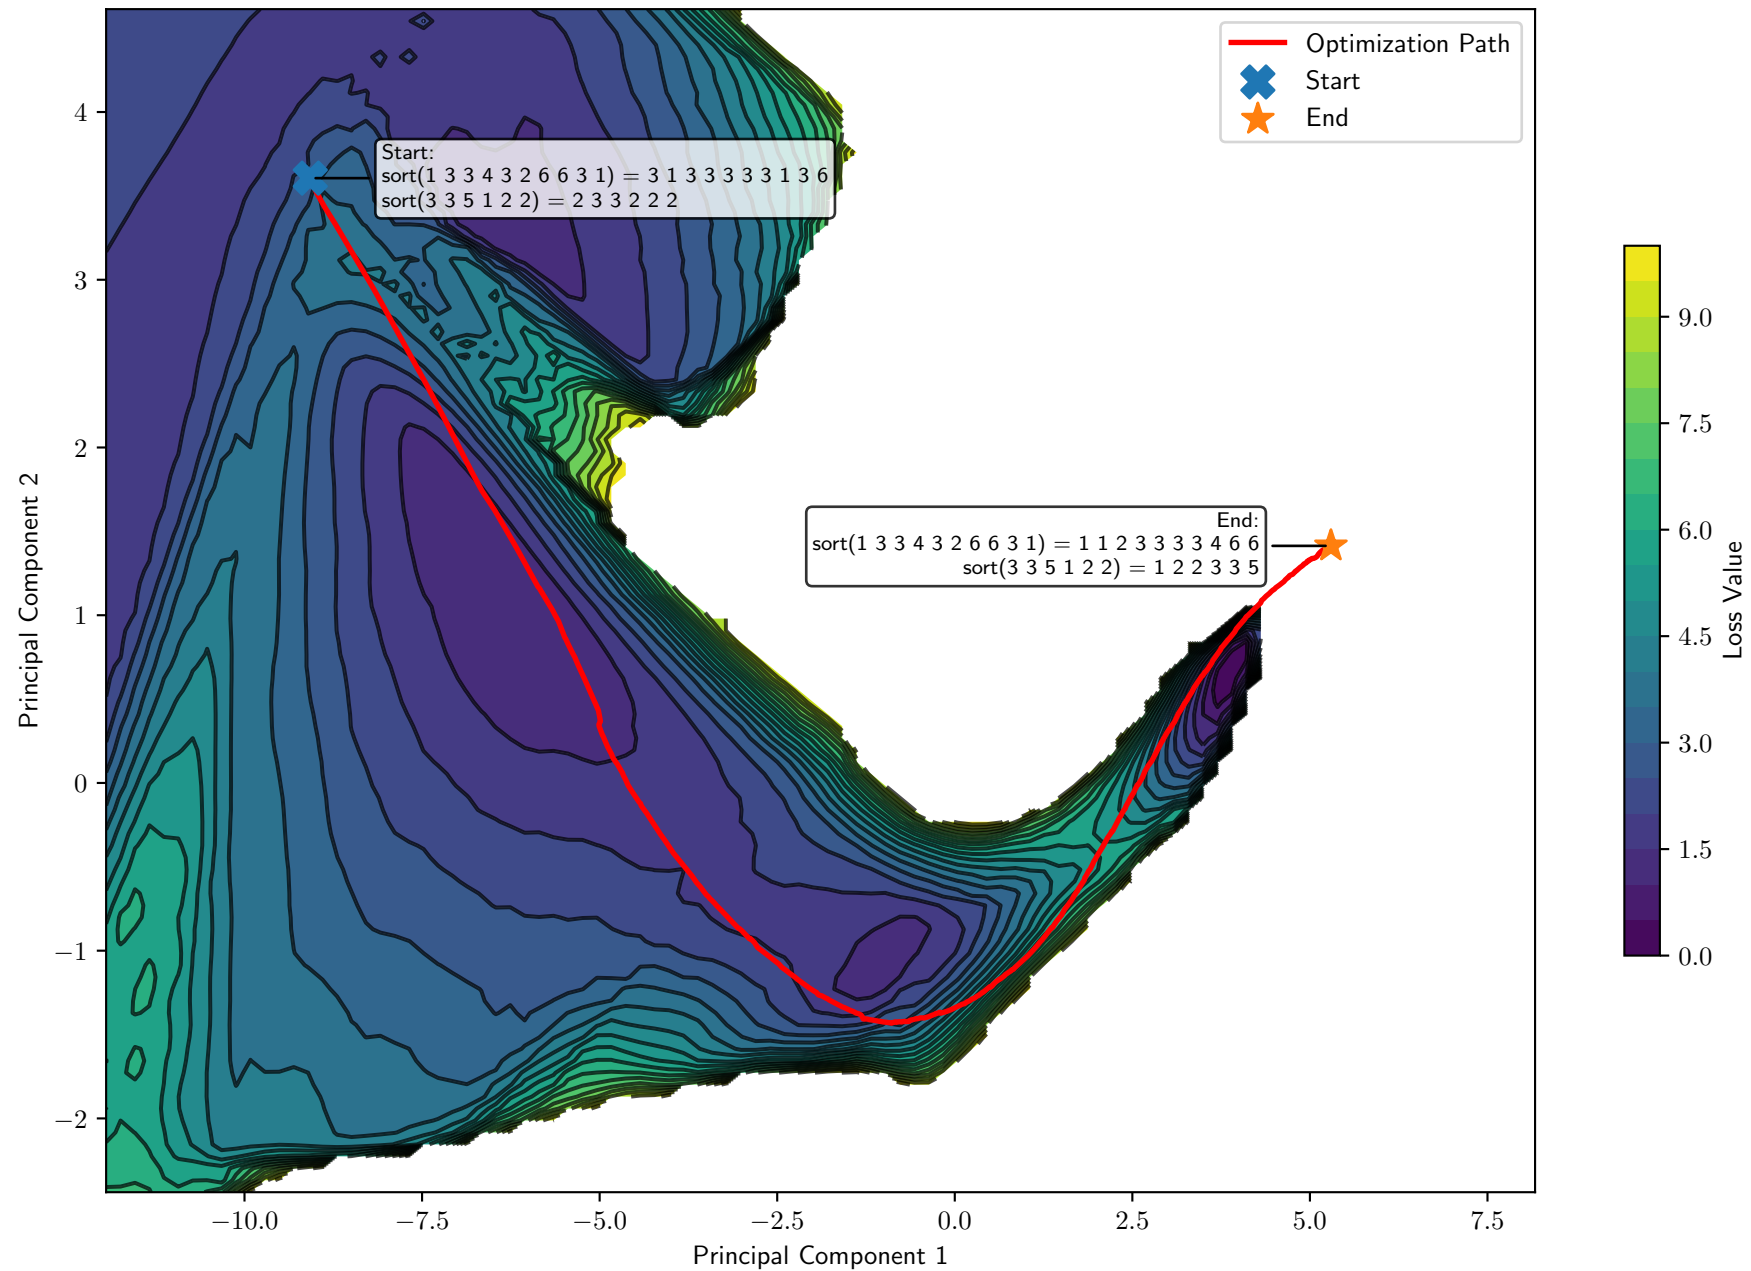 Optimization Path
Start
End
Start:
sort(1 3 3 4 3 2 6 6 3 1) = 3 1 3 3 3 3 3 1 3 6
sort(3 3 5 1 2 2) = 2 3 3 2 2 2
End:
sort(1 3 3 4 3 2 6 6 3 1) = 1 1 2 3 3 3 3 4 6 6
sort(3 3 5 1 2 2) = 1 2 2 3 3 5
4
3
2
1
0
−1
−2
Principal Component 2
−10.0
−7.5
−5.0
−2.5
0.0
2.5
5.0
7.5
Principal Component 1
9.0
7.5
6.0
4.5
3.0
1.5
0.0
Loss Value